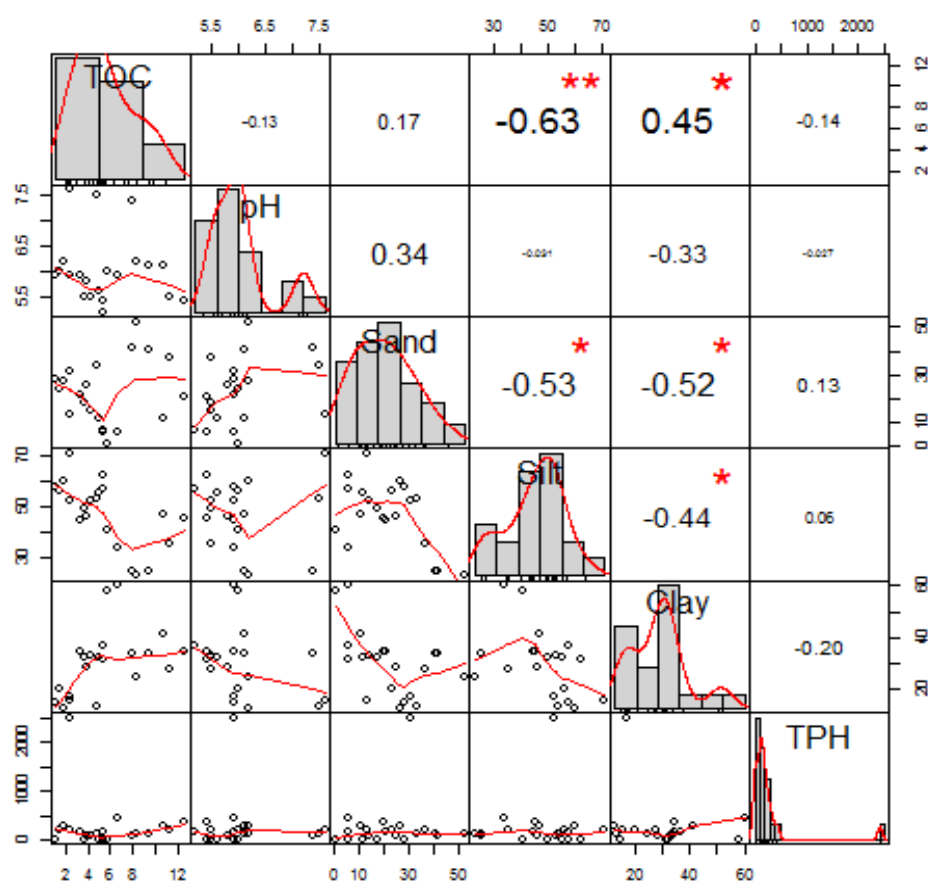 5.5 6.5 7.5 30 50 70 0 1000 2000
TOC -0.13 0.17 ** -0.63 * 0.45 -0.14 2 4 6 8 12
5.5 6.5 7.5 pH 0.34 -0.33
Sand * -0.53 * -0.52 0.13 0 10 30 50
30 50 70 Silt * -0.44 0.06
Clay -0.20 20 40 60
0 1000 2000 TPH
2 4 6 8 12 0 10 30 50 20 40 60